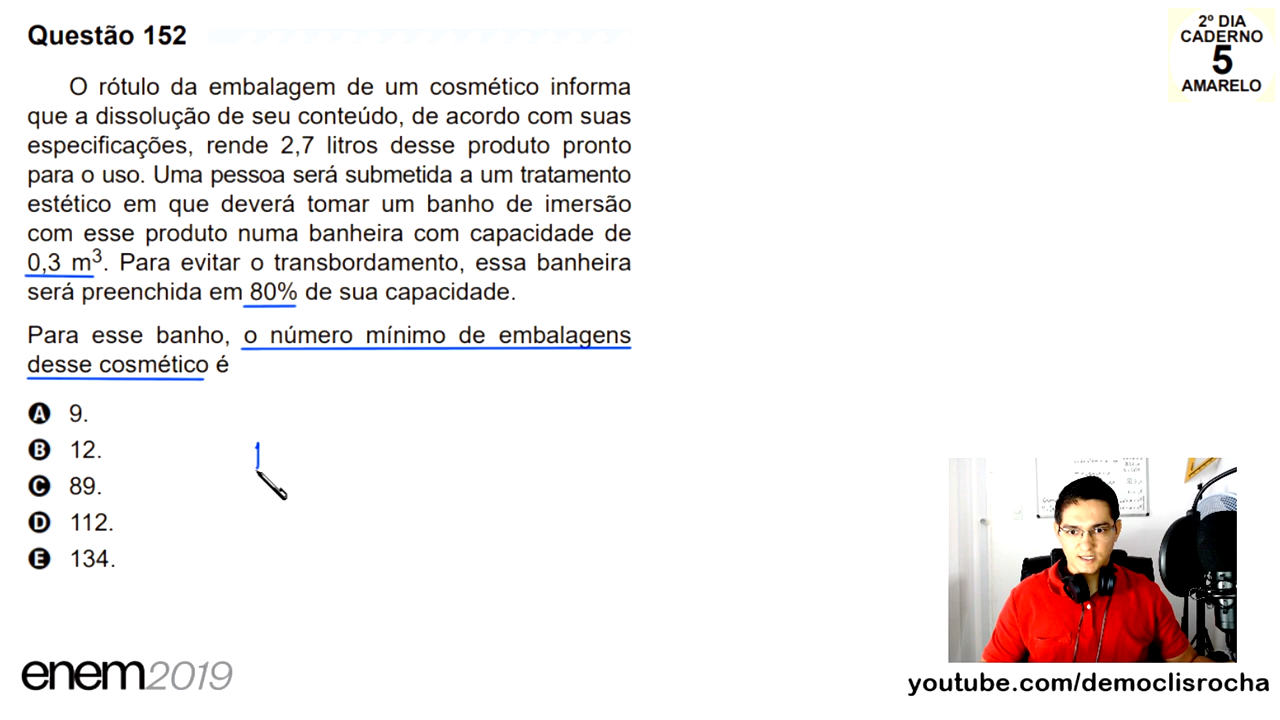 Questão 152
2º DIA
CADERNO
5
AMARELO
O rótulo da embalagem de um cosmético informa
que a dissolução de seu conteúdo, de acordo com suas
especificações, rende 2,7 litros desse produto pronto
para o uso. Uma pessoa será submetida a um tratamento
estético em que deverá tomar um banho de imersão
com esse produto numa banheira com capacidade de
0,3 m³. Para evitar o transbordamento, essa banheira
será preenchida em 80% de sua capacidade.
Para esse banho, o número mínimo de embalagens
desse cosmético é
A 9.
B 12.
C 89.
D 112.
E 134.
enem2019
youtube.com/democlisrocha